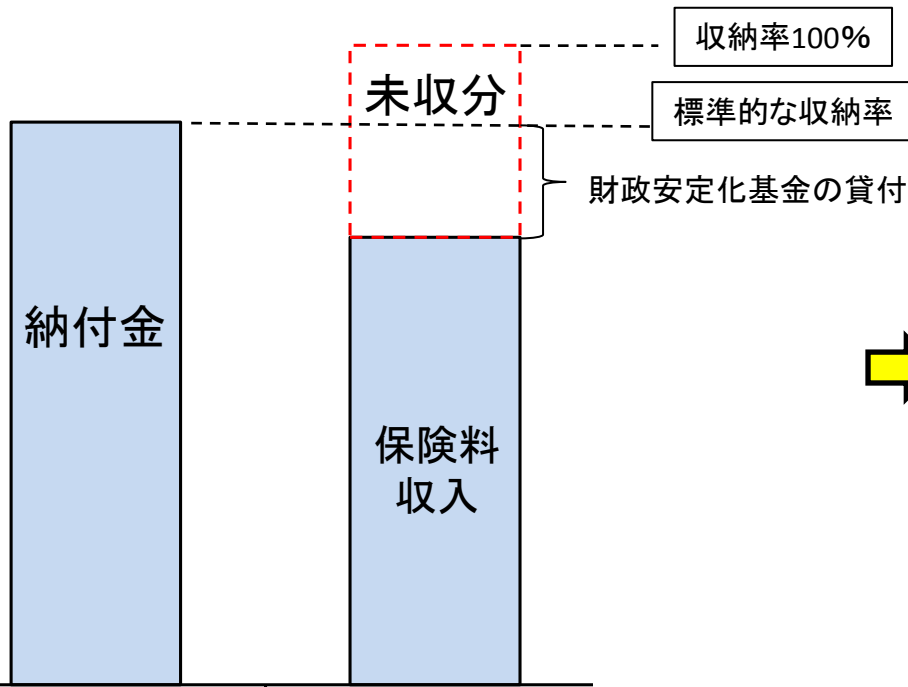 収納率100%
未収分
標準的な収納率
財政安定化基金の貸付
納付金
保険料
収入